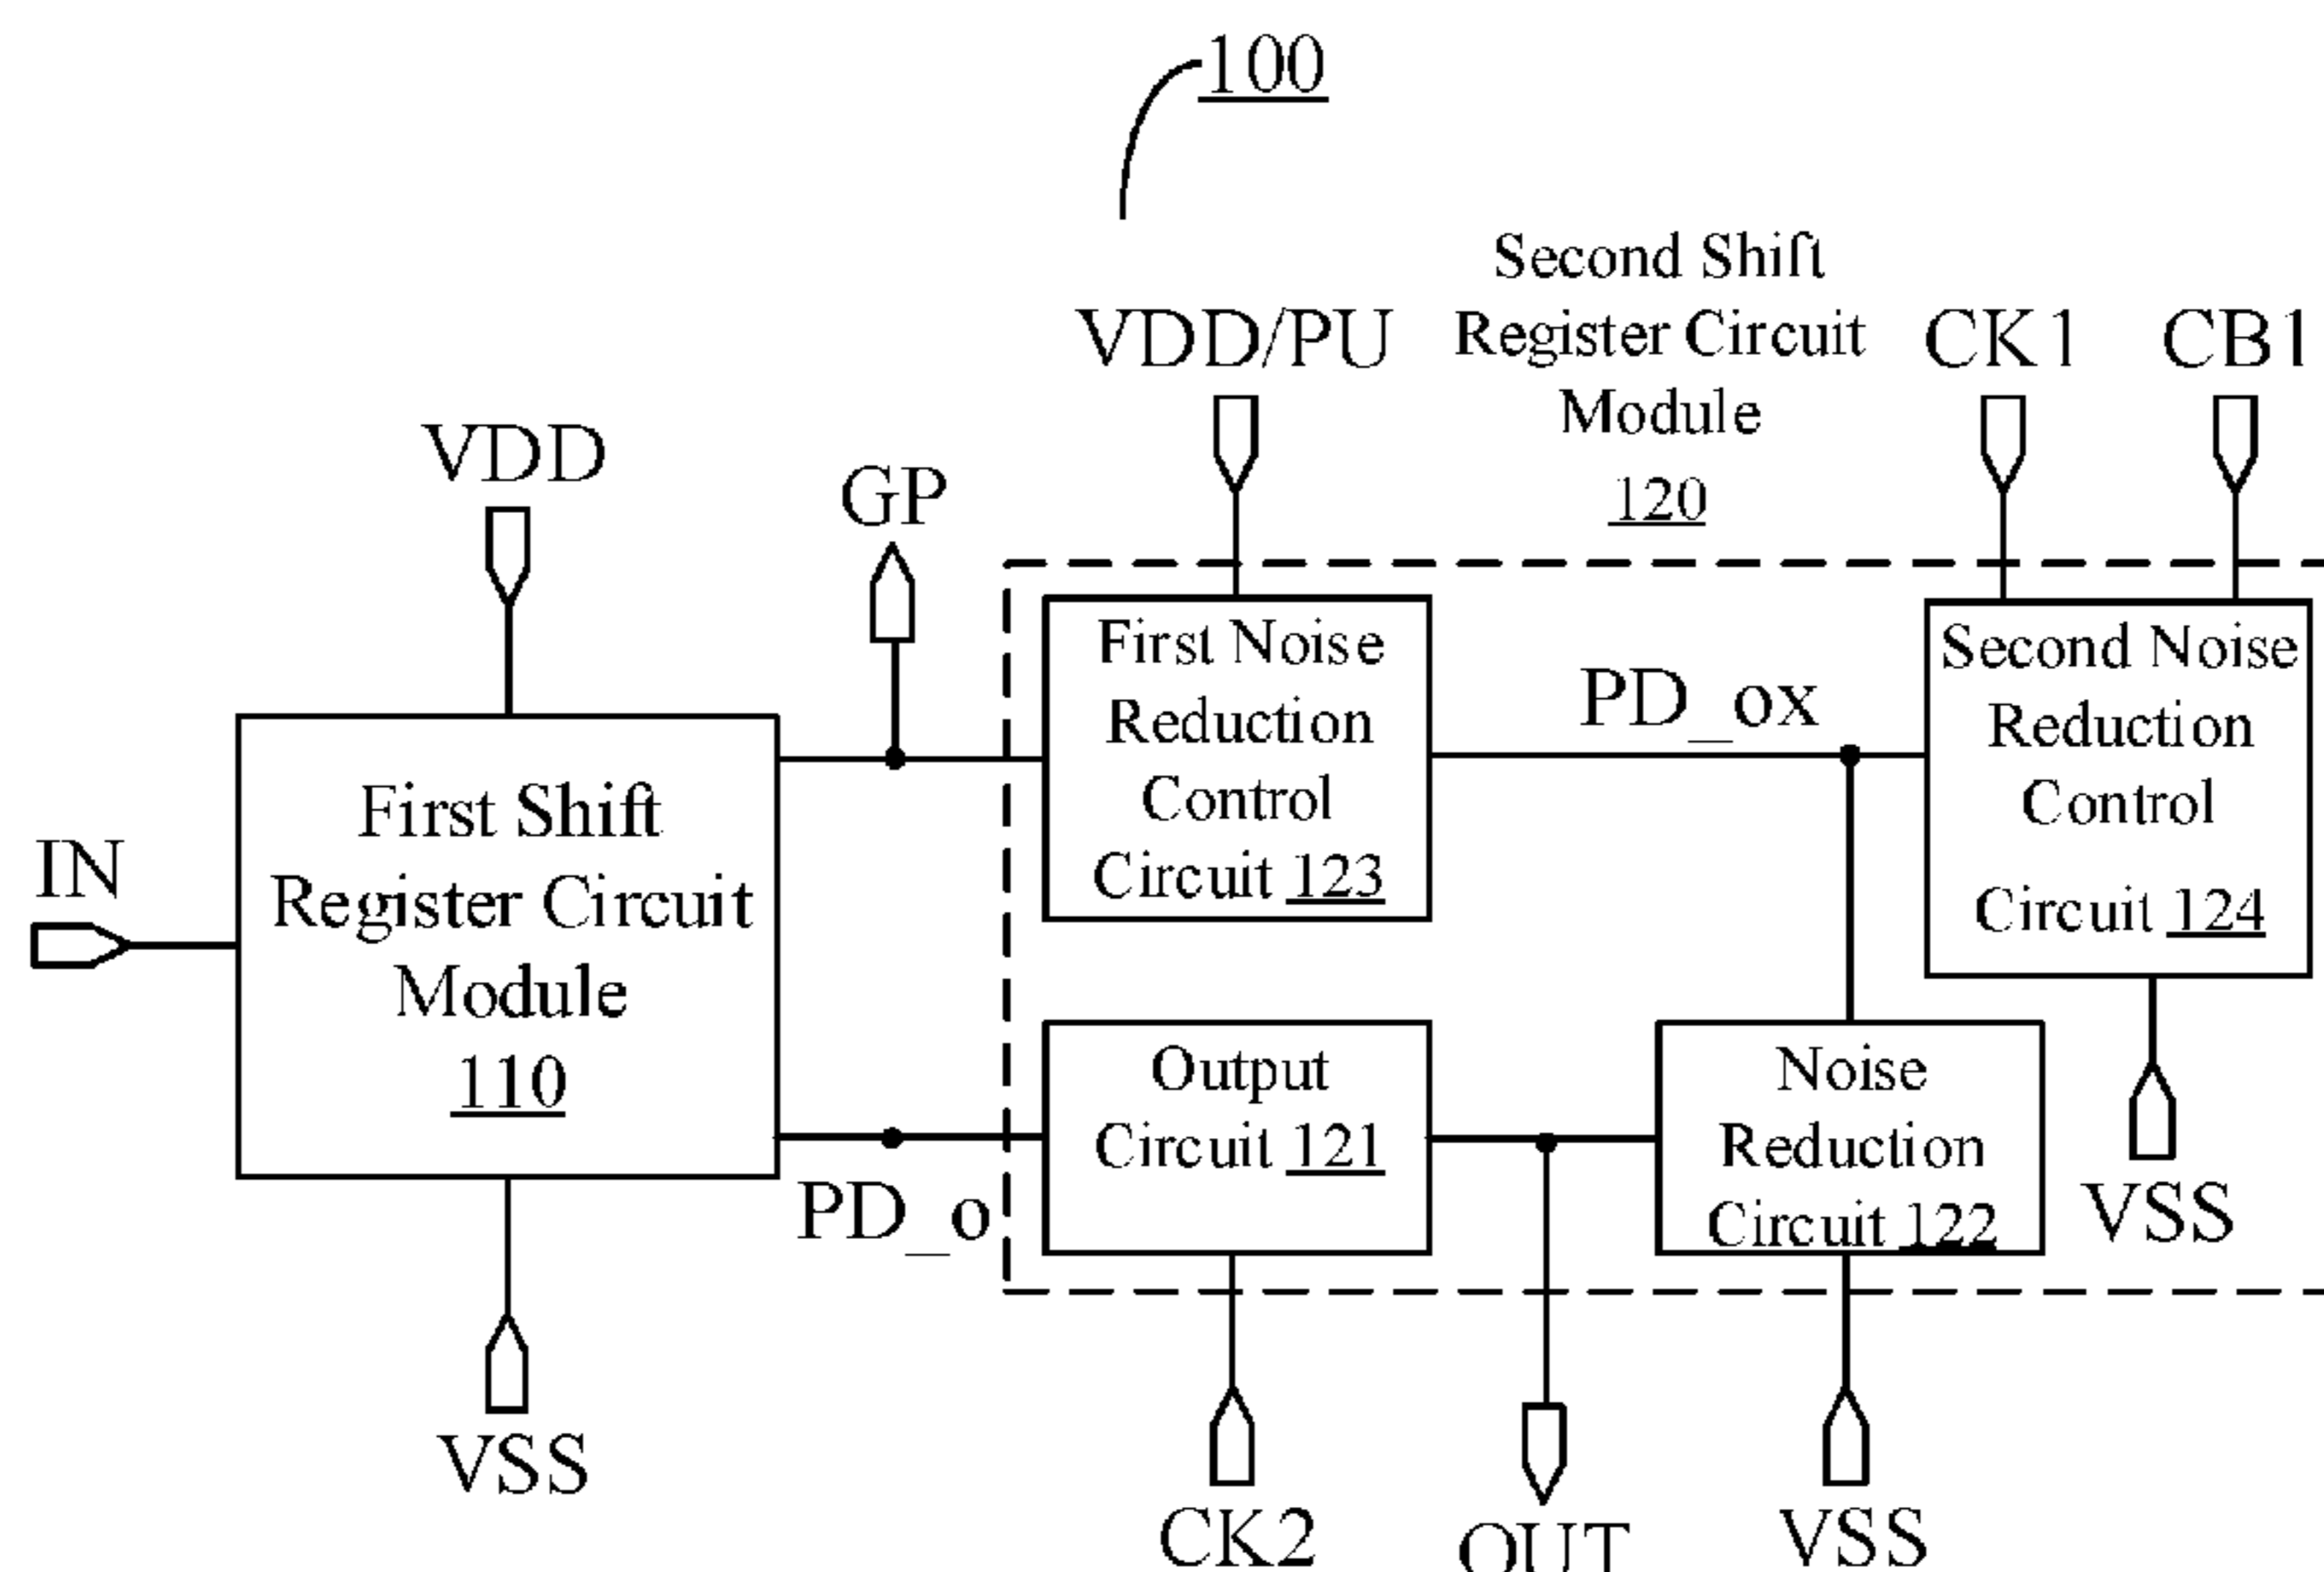 100
Second Shift
Register Circuit
Module
120
VDD/PU
CK1
CB1
VDD
GP
First Noise
Reduction
Control
Circuit 123
PD_ox
Second Noise
Reduction
Control
Circuit 124
IN
First Shift
Register Circuit
Module
110
PD_o
Output
Circuit 121
Noise
Reduction
Circuit 122
VSS
VSS
CK2
OUT
VSS